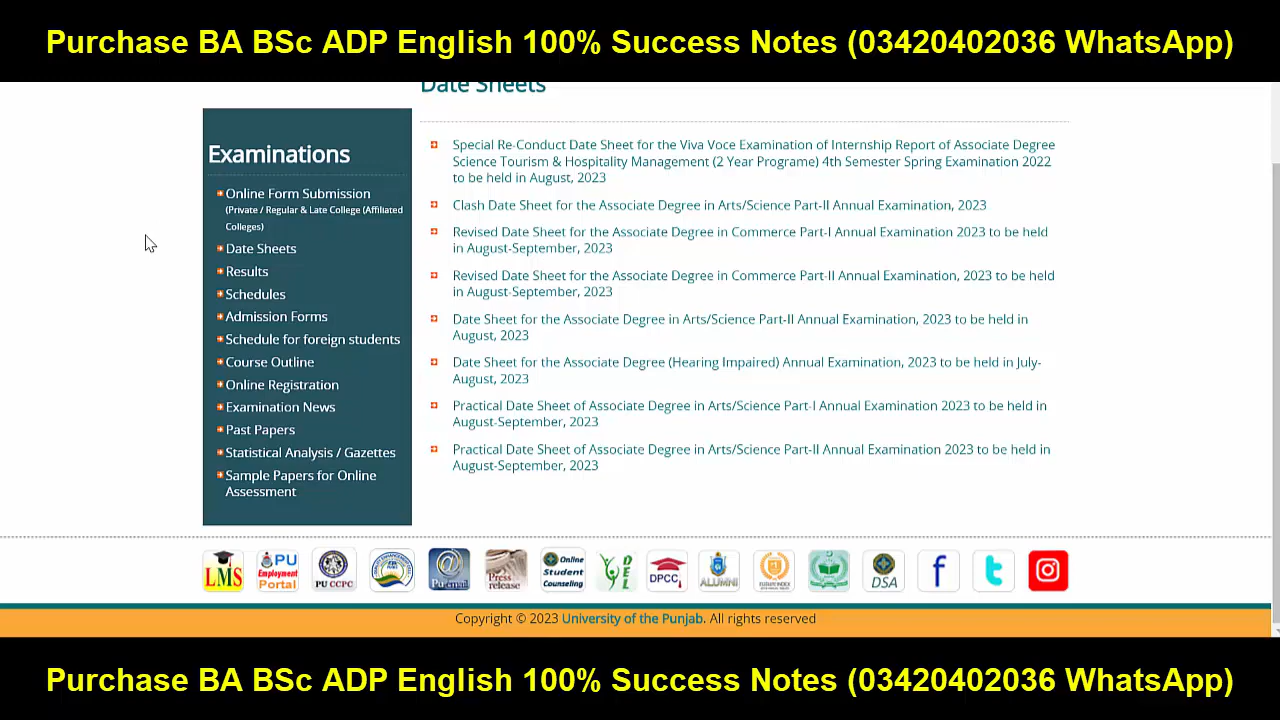 Purchase BA BSc ADP English 100% Success Notes (03420402036 WhatsApp)
Date Sheets
Examinations
Online Form Submission
(Private / Regular & Late College (Affiliated
Colleges)
Date Sheets
Results
Schedules
Admission Forms
Schedule for foreign students
Course Outline
Online Registration
Examination News
Past Papers
Statistical Analysis / Gazettes
Sample Papers for Online
Assessment
Special Re-Conduct Date Sheet for the Viva Voce Examination of Internship Report of Associate Degree
Science Tourism & Hospitality Management (2 Year Programe) 4th Semester Spring Examination 2022
to be held in August, 2023
Clash Date Sheet for the Associate Degree in Arts/Science Part-II Annual Examination, 2023
Revised Date Sheet for the Associate Degree in Commerce Part-I Annual Examination 2023 to be held
in August-September, 2023
Revised Date Sheet for the Associate Degree in Commerce Part-II Annual Examination, 2023 to be held
in August-September, 2023
Date Sheet for the Associate Degree in Arts/Science Part-II Annual Examination, 2023 to be held in
August, 2023
Date Sheet for the Associate Degree (Hearing Impaired) Annual Examination, 2023 to be held in July-
August, 2023
Practical Date Sheet of Associate Degree in Arts/Science Part-I Annual Examination 2023 to be held in
August-September, 2023
Practical Date Sheet of Associate Degree in Arts/Science Part-II Annual Examination 2023 to be held in
August-September, 2023
LMS
PU
Employment
Portal
PU CCPC
Pu email
Press
release
Online
Student
Counseling
DEL
DPCC
ALUMNI
DSA
Copyright © 2023 University of the Punjab. All rights reserved
Purchase BA BSc ADP English 100% Success Notes (03420402036 WhatsApp)